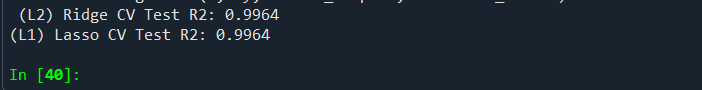 (L2) Ridge CV Test R2: 0.9964
(L1) Lasso CV Test R2: 0.9964
In [40]: